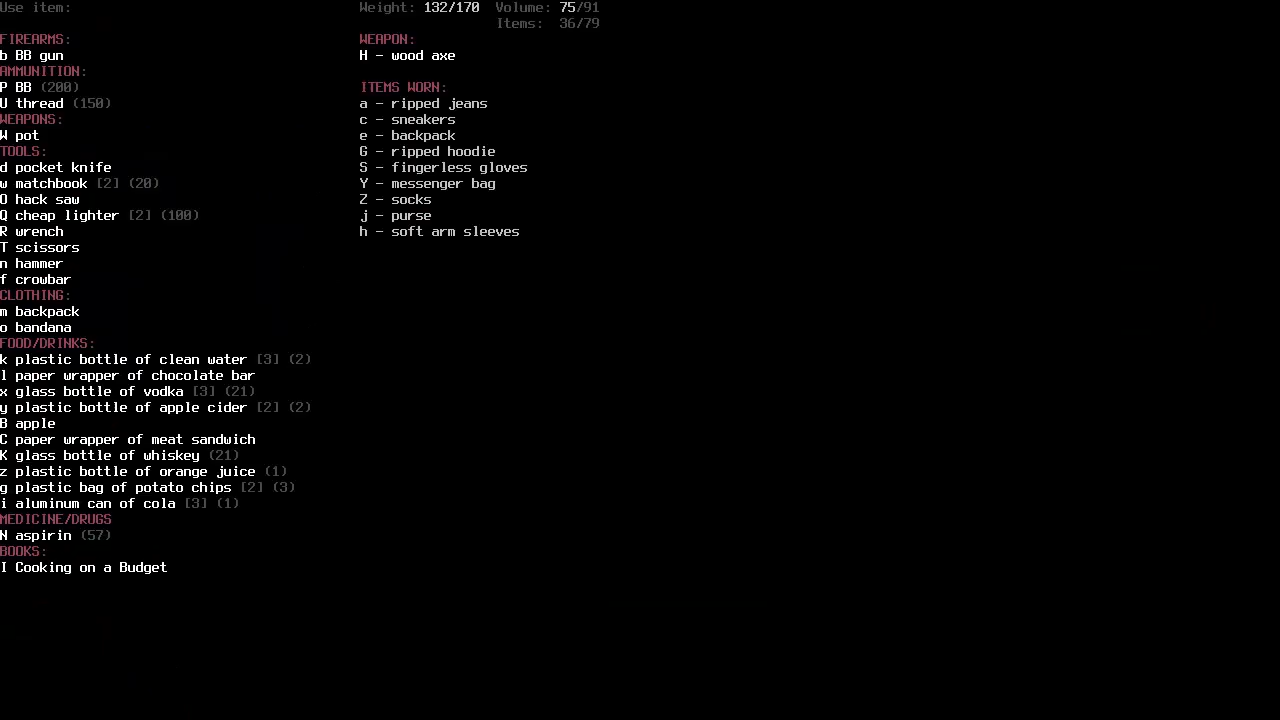 Use item:
Weight: 132/170  Volume: 75/91
Items:  36/79
FIREARMS:
b BB gun
AMMUNITION:
P BB (200)
U thread (150)
WEAPONS:
W pot
TOOLS:
d pocket knife
w matchbook [2] (20)
O hack saw
Q cheap lighter [2] (100)
R wrench
T scissors
n hammer
f crowbar
CLOTHING:
m backpack
o bandana
FOOD/DRINKS:
k plastic bottle of clean water [3] (2)
l paper wrapper of chocolate bar
x glass bottle of vodka [3] (21)
y plastic bottle of apple cider [2] (2)
B apple
C paper wrapper of meat sandwich
K glass bottle of whiskey (21)
z plastic bottle of orange juice (1)
g plastic bag of potato chips [2] (3)
i aluminum can of cola [3] (1)
MEDICINE/DRUGS
N aspirin (57)
BOOKS:
I Cooking on a Budget
WEAPON:
H - wood axe
ITEMS WORN:
a - ripped jeans
c - sneakers
e - backpack
G - ripped hoodie
S - fingerless gloves
Y - messenger bag
Z - socks
j - purse
h - soft arm sleeves